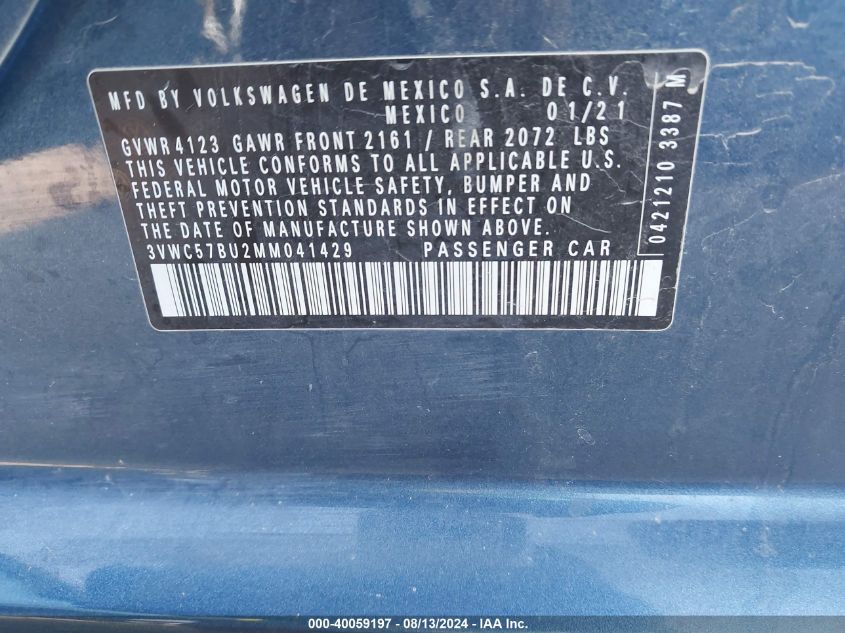 MFD BY VOLKSWAGEN DE MEXICO S.A. DE C.V.
MEXICO 01/21
GVWR 4123 GAWR FRONT 2161 / REAR 2072 LBS
THIS VEHICLE CONFORMS TO ALL APPLICABLE U.S.
FEDERAL MOTOR VEHICLE SAFETY, BUMPER AND
THEFT PREVENTION STANDARDS IN EFFECT ON
THE DATE OF MANUFACTURE SHOWN ABOVE.
3VWC57BU2MM041429 PASSENGER CAR
0421210 3387 M
000-40059197 - 08/13/2024 - IAA Inc.